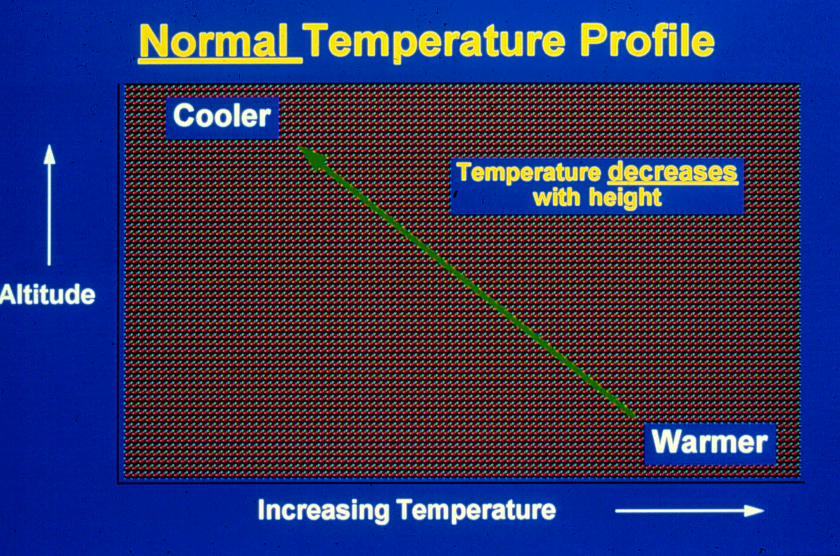 Normal Temperature Profile
Cooler
Temperature decreases
with height
Altitude
Warmer
Increasing Temperature